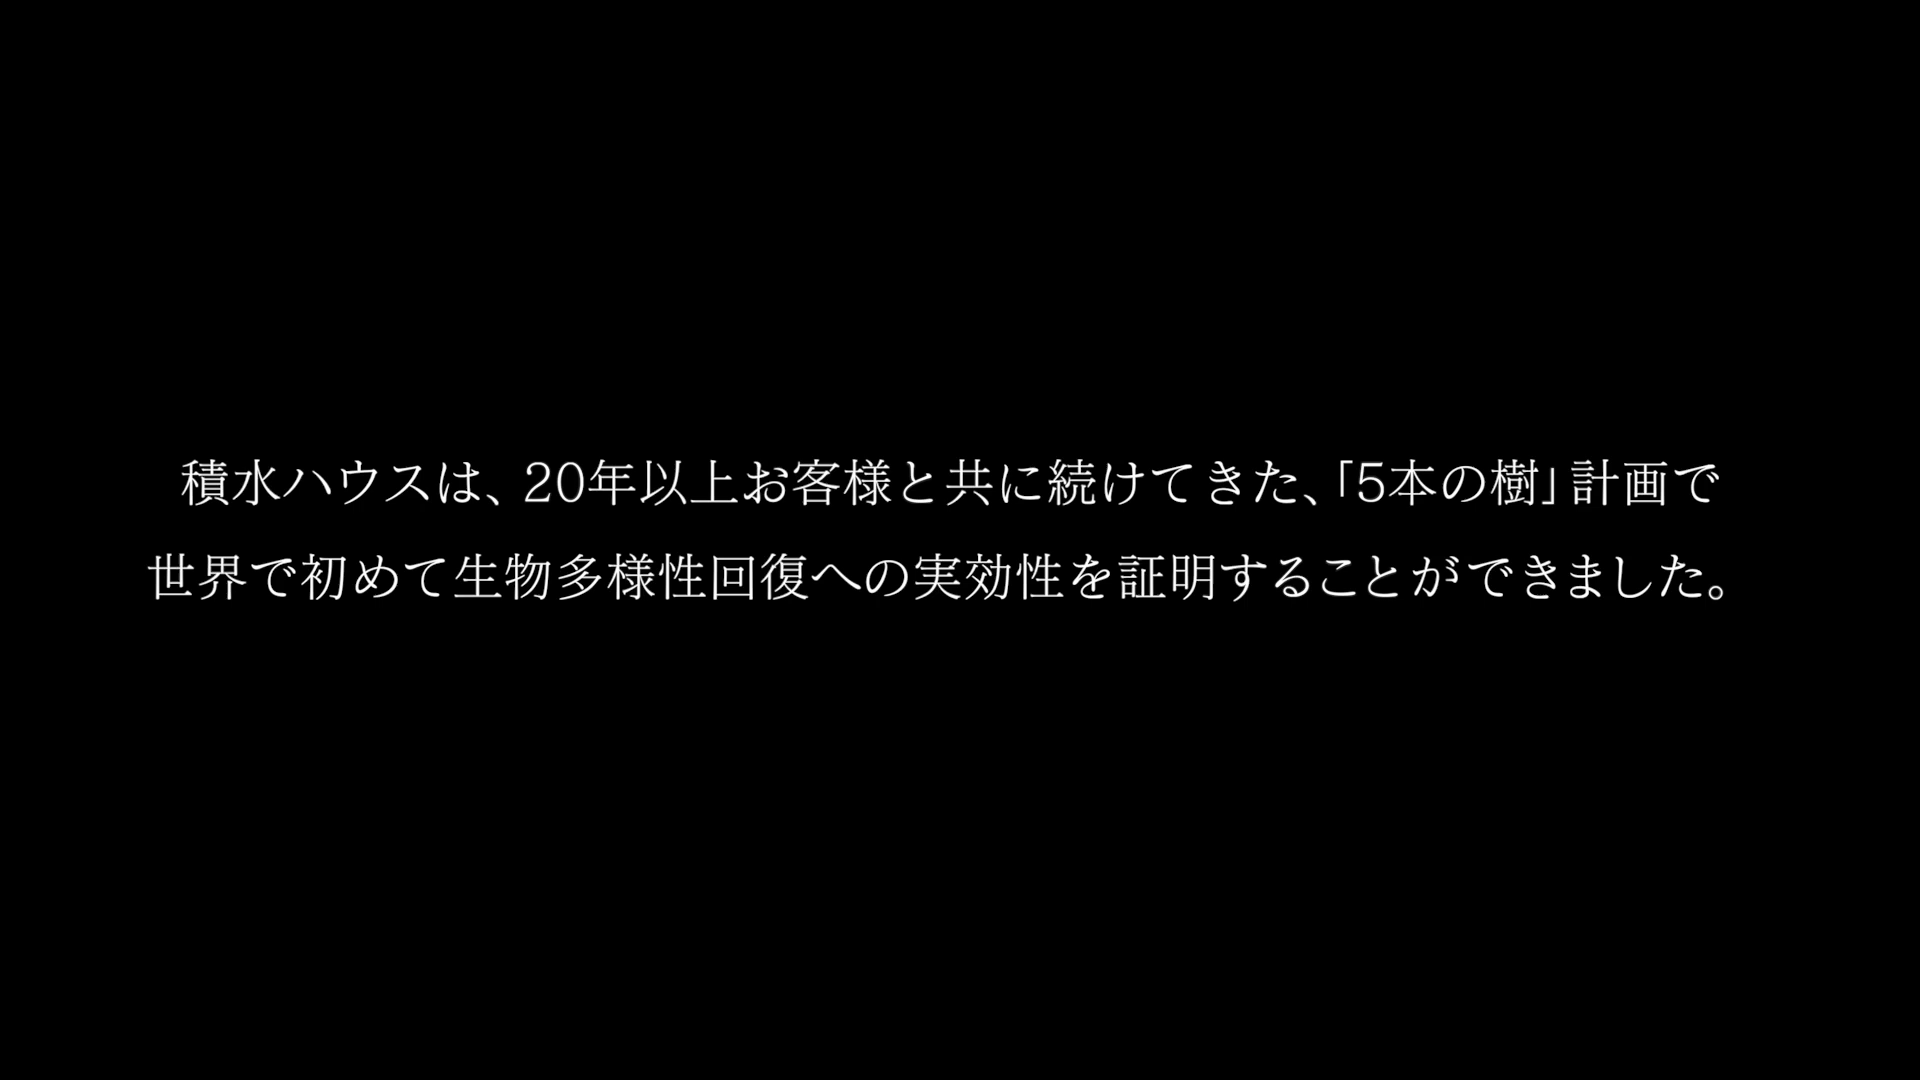 積水ハウスは、20年以上お客様と共に続けてきた、「5本の樹」計画で
世界で初めて生物多様性回復への実効性を証明することができました。